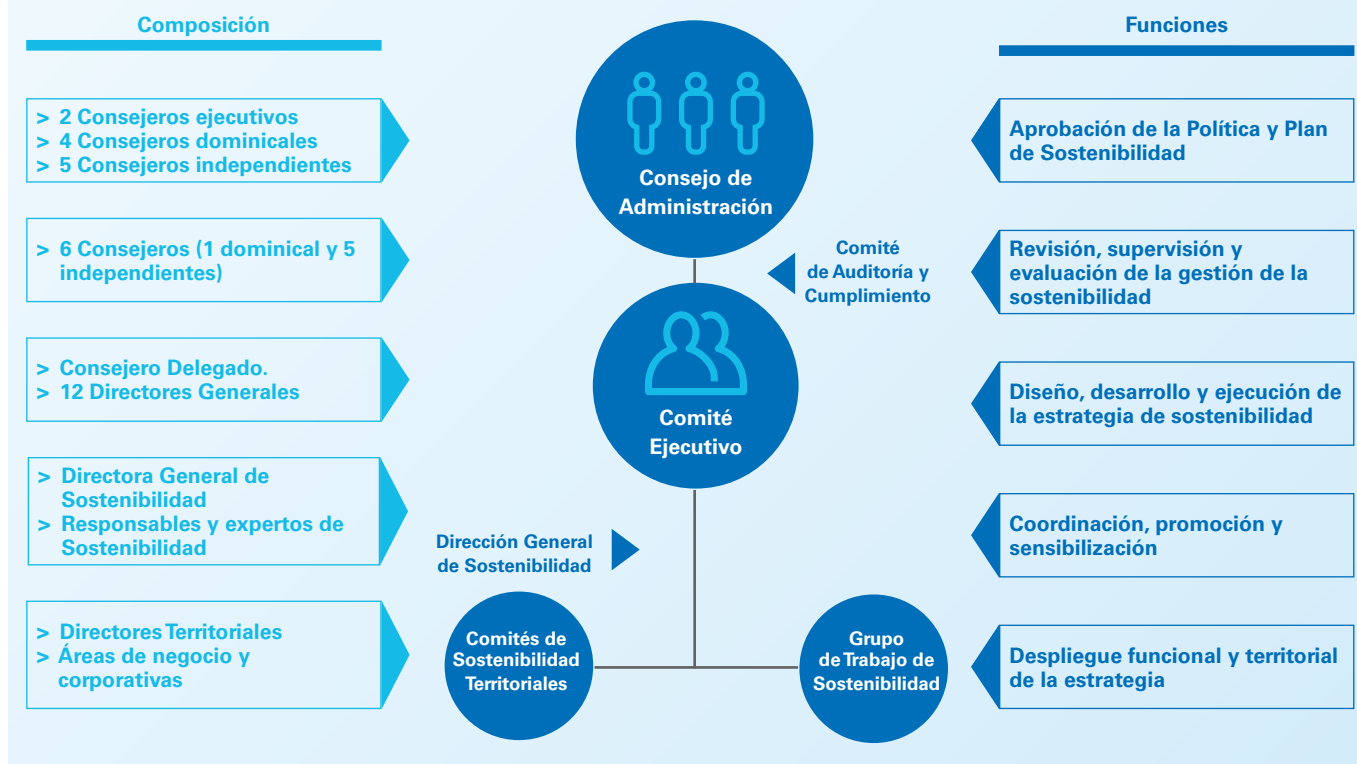 Composición
> 2 Consejeros ejecutivos
> 4 Consejeros dominicales
> 5 Consejeros independientes
> 6 Consejeros (1 dominical y 5
independientes)
> Consejero Delegado.
> 12 Directores Generales
> Directora General de
Sostenibilidad
> Responsables y expertos de
Sostenibilidad
> Directores Territoriales
> Áreas de negocio y
corporativas
Consejo de
Administración
Comité
de Auditoría y
Cumplimiento
Comité
Ejecutivo
Dirección General
de Sostenibilidad
Comités de
Sostenibilidad
Territoriales
Grupo
de Trabajo de
Sostenibilidad
Funciones
Aprobación de la Política y Plan
de Sostenibilidad
Revisión, supervisión y
evaluación de la gestión de la
sostenibilidad
Diseño, desarrollo y ejecución de
la estrategia de sostenibilidad
Coordinación, promoción y
sensibilización
Despliegue funcional y territorial
de la estrategia